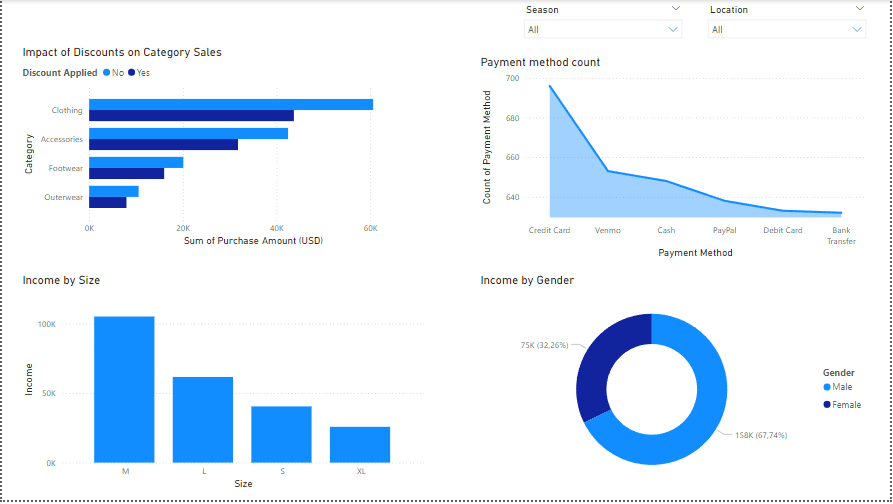 Season
Location
All
All
Impact of Discounts on Category Sales
Discount Applied No Yes
Category
Clothing
Accessories
Footwear
Outerwear
0K 20K 40K 60K
Sum of Purchase Amount (USD)
Payment method count
Count of Payment Method
700
680
660
640
Credit Card Venmo Cash PayPal Debit Card Bank
Transfer
Payment Method
Income by Size
Income
100K
50K
0K
M L S XL
Size
Income by Gender
75K (32,26%)
158K (67,74%)
Gender
Male
Female